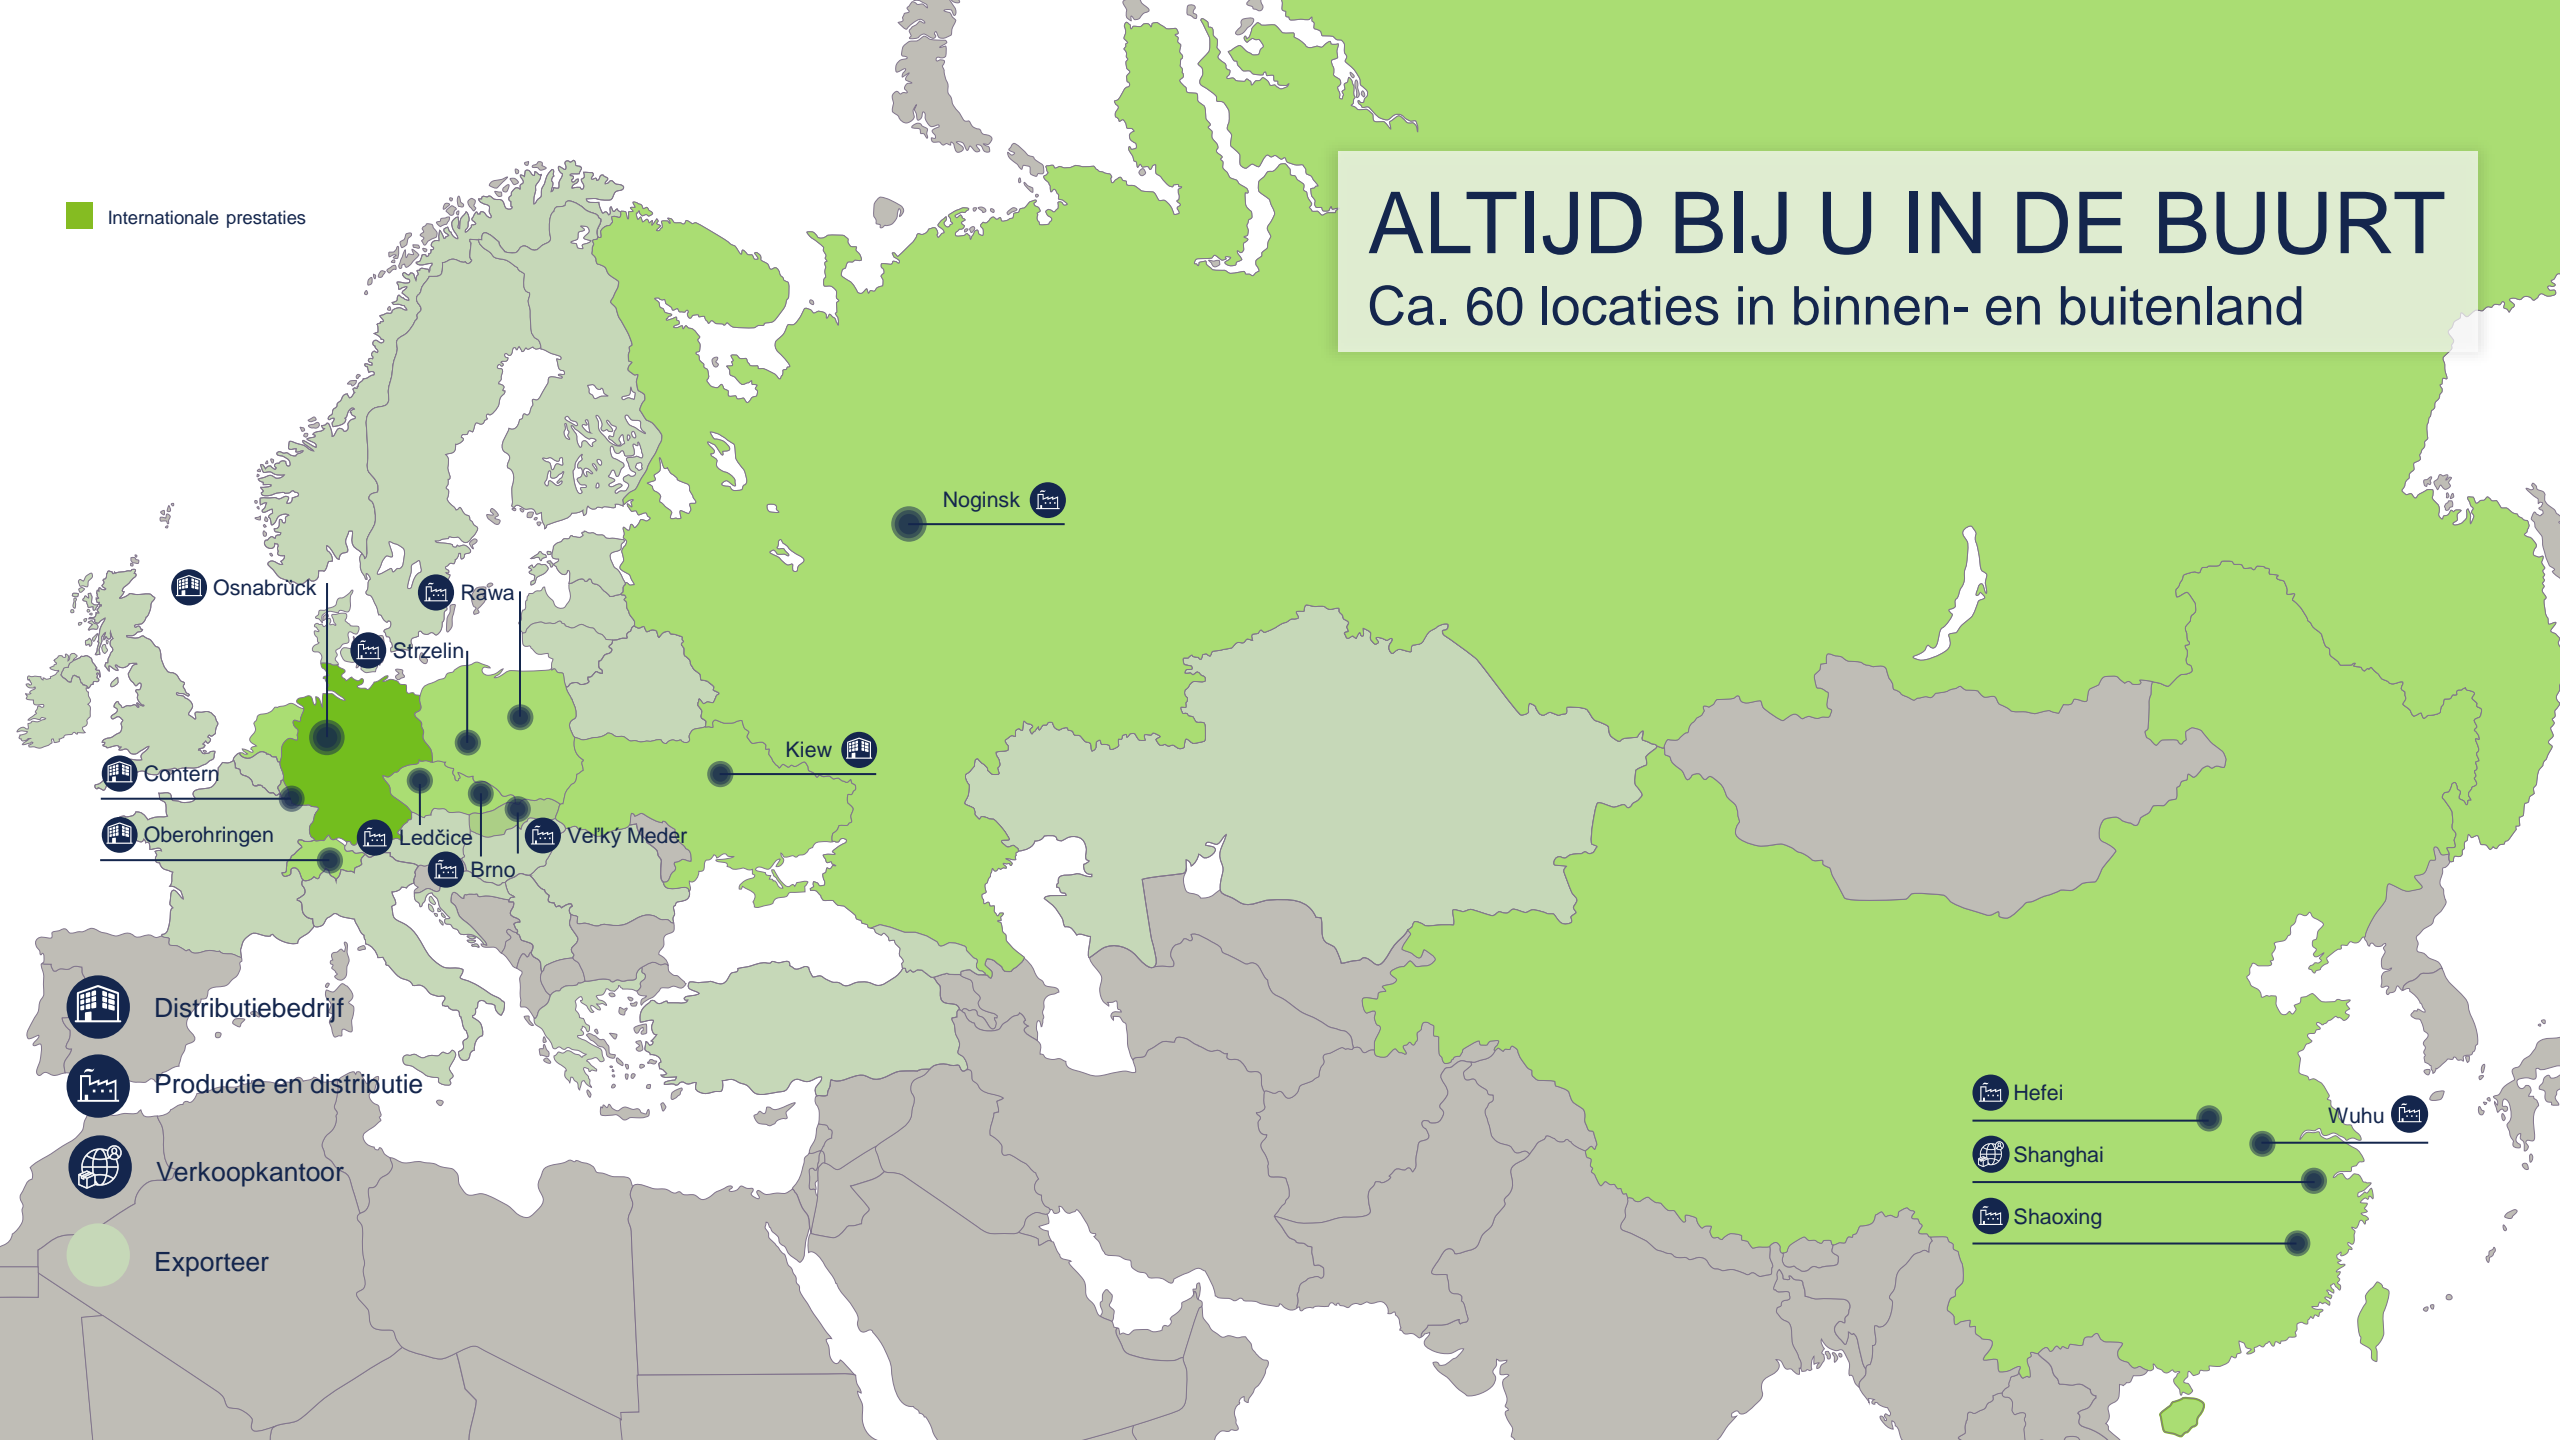 ALTIJD BIJ U IN DE BUURT
Ca. 60 locaties in binnen- en buitenland
Internationale prestaties
Noginsk
Osnabrück
Rawa
Strzelin
Kiew
Contern
Oberohringen
Ledčice
Veľký Meder
Brno
Distributiebedrijf
Productie en distributie
Verkoopkantoor
Exporteer
Hefei
Wuhu
Shanghai
Shaoxing